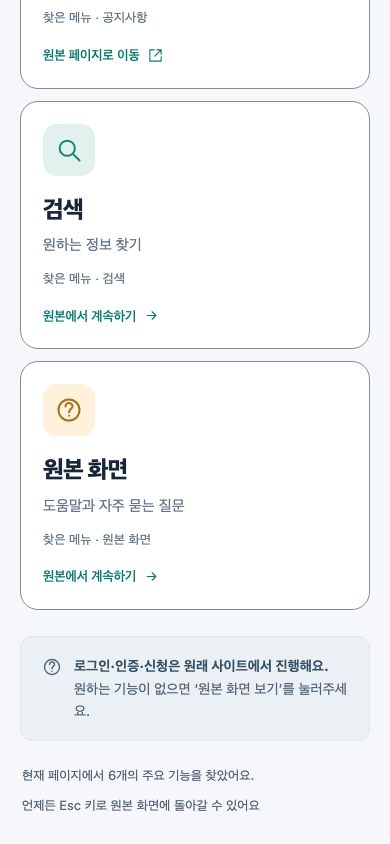 찾은 메뉴 · 공지사항
원본 페이지로 이동
검색
원하는 정보 찾기
찾은 메뉴 · 검색
원본에서 계속하기 →
원본 화면
도움말과 자주 묻는 질문
찾은 메뉴 · 원본 화면
원본에서 계속하기 →
로그인·인증·신청은 원래 사이트에서 진행해요.
원하는 기능이 없으면 ‘원본 화면 보기’를 눌러주세
요.
현재 페이지에서 6개의 주요 기능을 찾았어요.
언제든 Esc 키로 원본 화면에 돌아갈 수 있어요